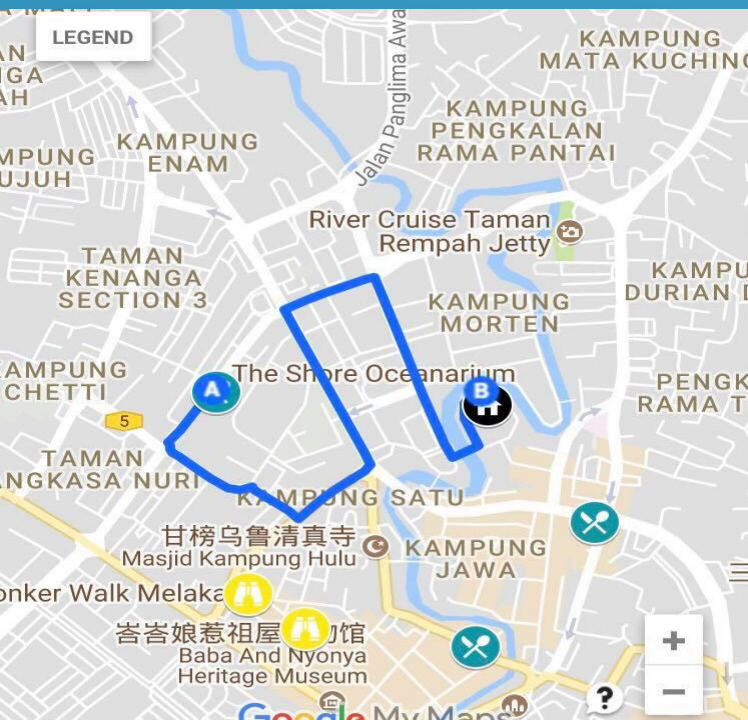 LEGEND
KAMPUNG
MATA KUCHING
KAMPUNG
PENGKALAN
RAMA PANTAI
Jalan Panglima Awa
KAMPUNG
ENAM
MPUNG
UJUH
River Cruise Taman
Rempah Jetty
TAMAN
KENANGA
SECTION 3
KAMPUNG
MORTEN
KAMPU
DURIAN D
AMPUNG
CHETTI
A
The Shore Oceanarium
B
PENGK
RAMA T
5
TAMAN
NGKASA NURI
KAMPUNG SATU
甘榜乌鲁清真寺
Masjid Kampung Hulu
KAMPUNG
JAWA
onker Walk Melaka
峇峇娘惹祖屋
馆
Baba And Nyonya
Heritage Museum
+
−
?
Google My Maps